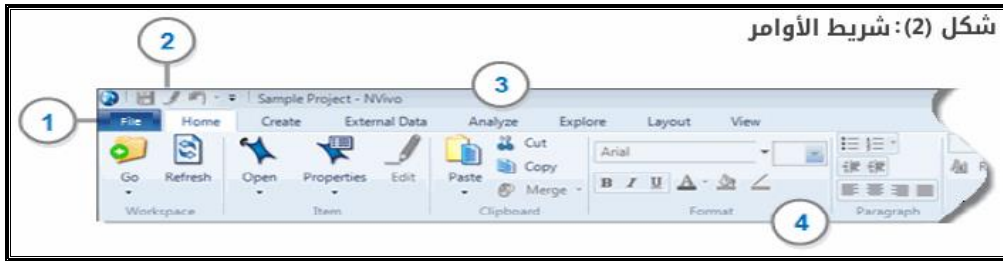 شكل (2): شريط الأوامر
2
3
Sample Project - NVivo
1
File Home Create External Data Analyze Explore Layout View
Cut
Arial
Copy
Go Refresh Open Properties Edit Paste
Merge
B I U A
Workspace Item Clipboard Format Paragraph
4